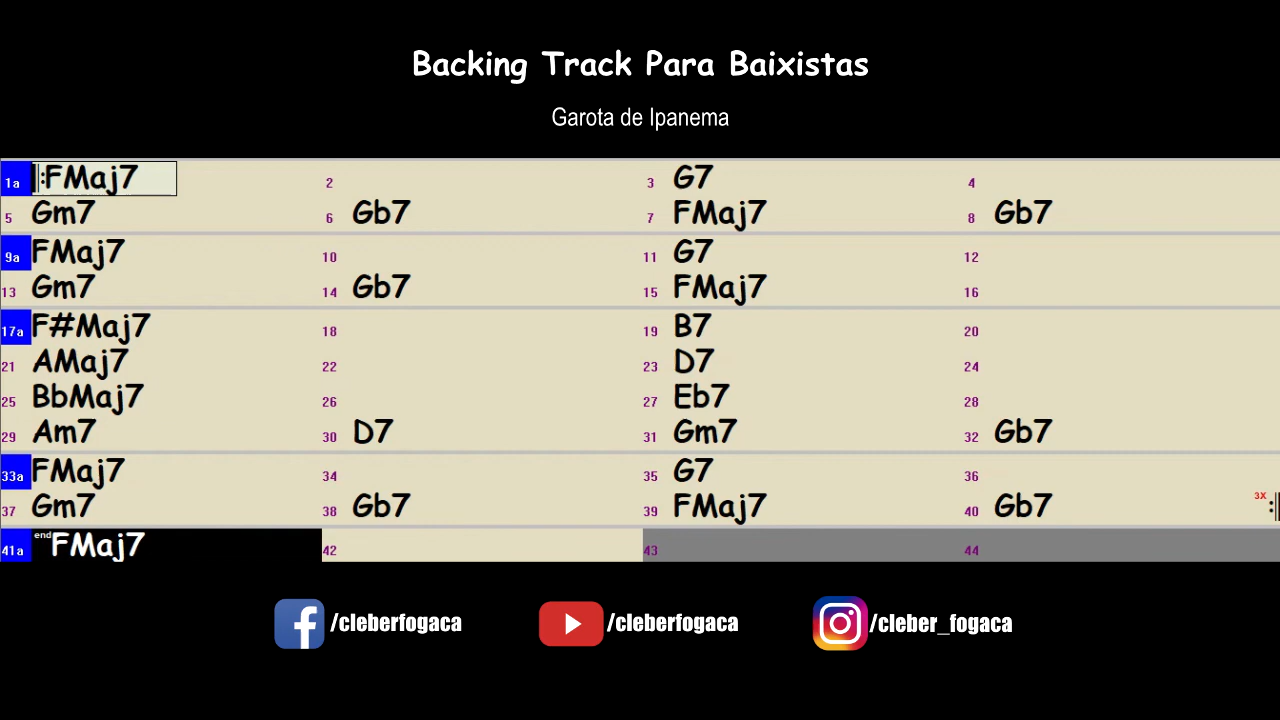 Backing Track Para Baixistas
Garota de Ipanema
1a ||:FMaj7 2 3 G7 4
5 Gm7 6 Gb7 7 FMaj7 8 Gb7
9a FMaj7 10 11 G7 12
13 Gm7 14 Gb7 15 FMaj7 16
17a F#Maj7 18 19 B7 20
21 AMaj7 22 23 D7 24
25 BbMaj7 26 27 Eb7 28
29 Am7 30 D7 31 Gm7 32 Gb7
33a FMaj7 34 35 G7 36
37 Gm7 38 Gb7 39 FMaj7 40 Gb7 3X :||
41a end FMaj7 42 43 44
/cleberfogaca /cleberfogaca /cleber_fogaca